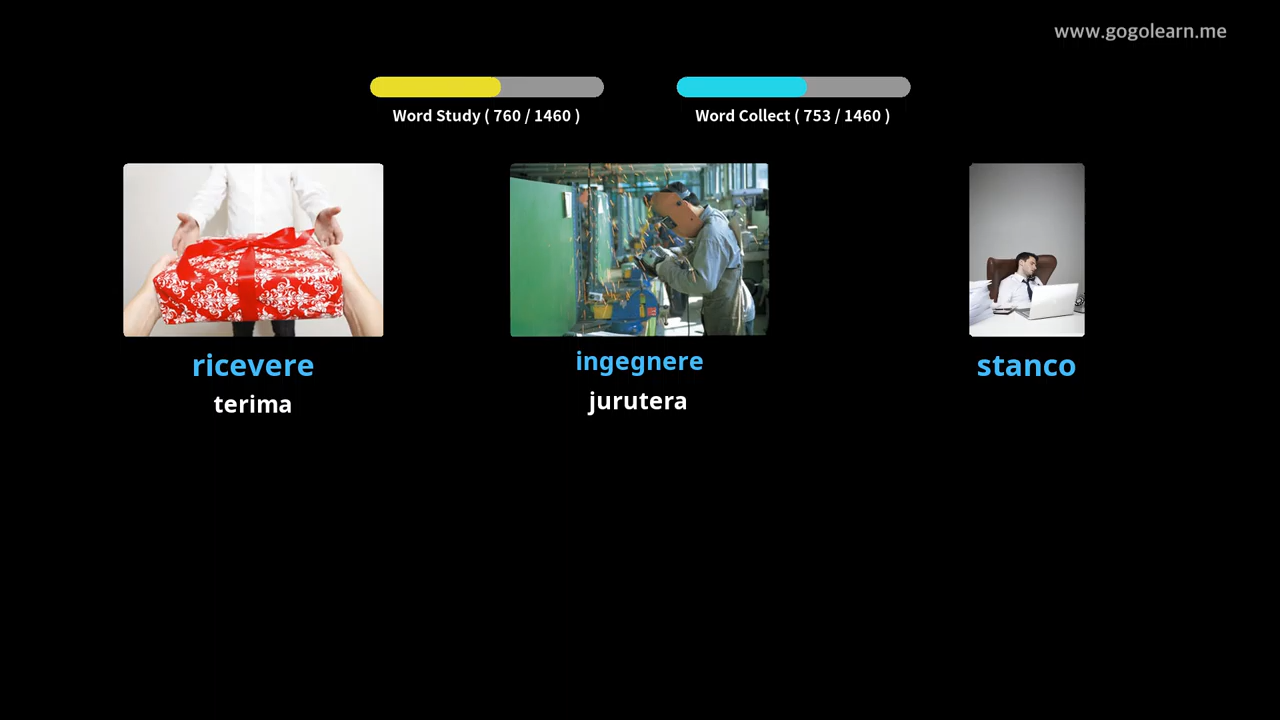 www.gogolearn.me
Word Study ( 760 / 1460 )
Word Collect ( 753 / 1460 )
ricevere
terima
ingegnere
jurutera
stanco